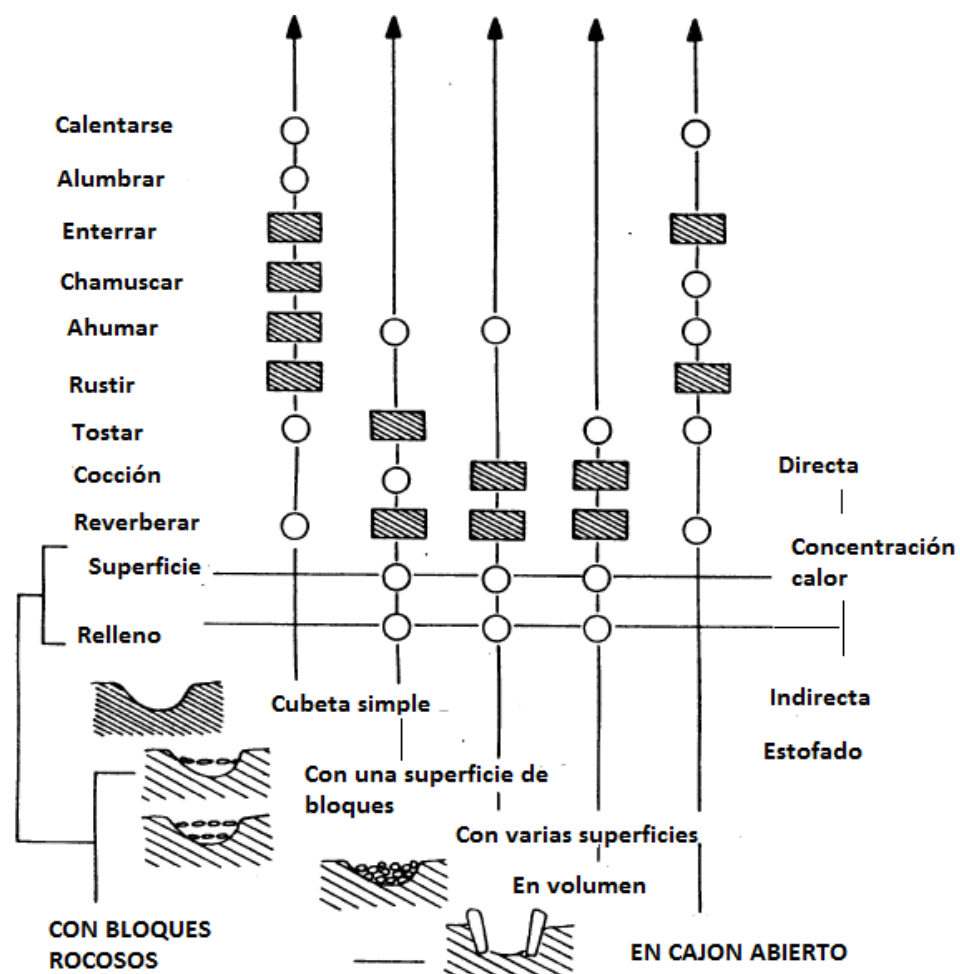 Calentarse
Alumbrar
Enterrar
Chamuscar
Ahumar
Rustir
Tostar
Cocción
Directa
Reverberar
Superficie
Concentración
calor
Relleno
Cubeta simple
Indirecta
Estofado
Con una superficie de
bloques
Con varias superficies
En volumen
CON BLOQUES
ROCOSOS
EN CAJON ABIERTO